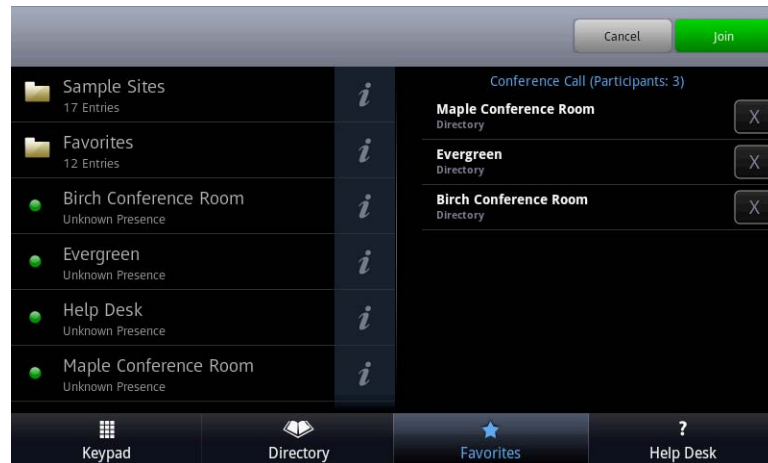 Cancel
Join
Sample Sites
17 Entries
i
Favorites
12 Entries
i
Birch Conference Room
Unknown Presence
i
Evergreen
Unknown Presence
i
Help Desk
Unknown Presence
i
Maple Conference Room
Unknown Presence
i
Conference Call (Participants: 3)
Maple Conference Room
Directory
X
Evergreen
Directory
X
Birch Conference Room
Directory
X
Keypad
Directory
Favorites
?
Help Desk